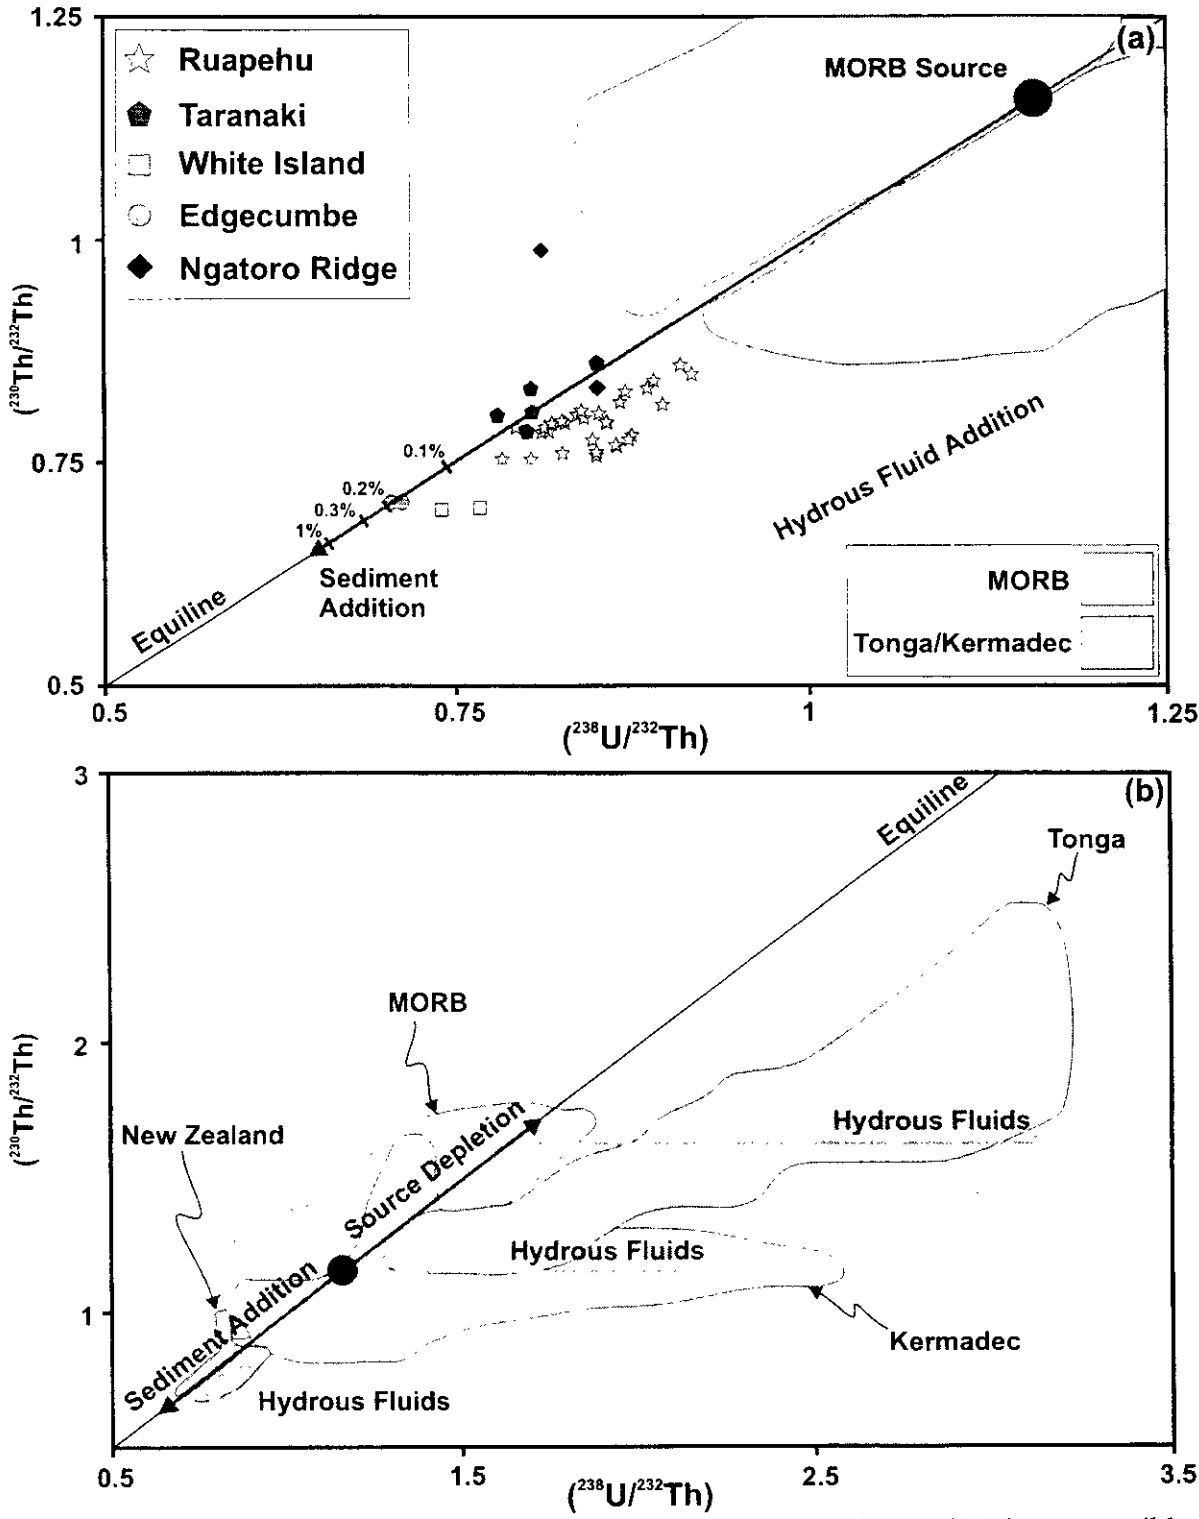 1.25
(a)
Ruapehu
MORB Source
Taranaki
White Island
Edgecumbe
1
Ngatoro Ridge
(²³⁰Th/²³²Th)
0.1%
0.75
Hydrous Fluid Addition
0.2%
0.3%
1%
Sediment
Addition
MORB
Equiline
Tonga/Kermadec
0.5
0.5
0.75
1
1.25
(²³⁸U/²³²Th)
3
(b)
Equiline
Tonga
MORB
2
(²³⁰Th/²³²Th)
Hydrous Fluids
New Zealand
Source Depletion
Hydrous Fluids
1
Sediment Addition
Kermadec
Hydrous Fluids
0.5
1.5
2.5
3.5
(²³⁸U/²³²Th)